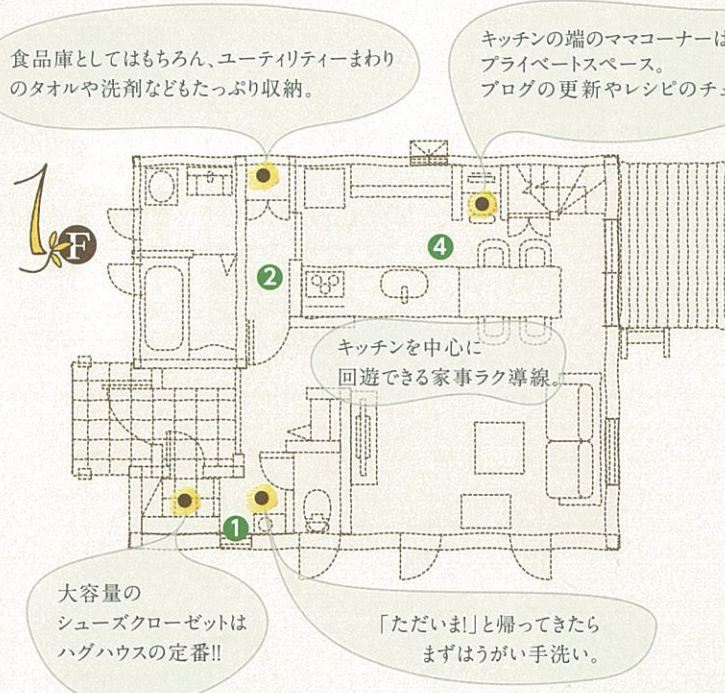 食品庫としてはもちろん、ユーティリティーまわり
のタオルや洗剤などもたっぷり収納。
キッチンの端のママコーナーは
プライベートスペース。
ブログの更新やレシピのチェ
1F
2
4
キッチンを中心に
回遊できる家事ラク導線。
1
大容量の
シューズクローゼットは
ハグハウスの定番!!
「ただいま!」と帰ってきたら
まずはうがい手洗い。